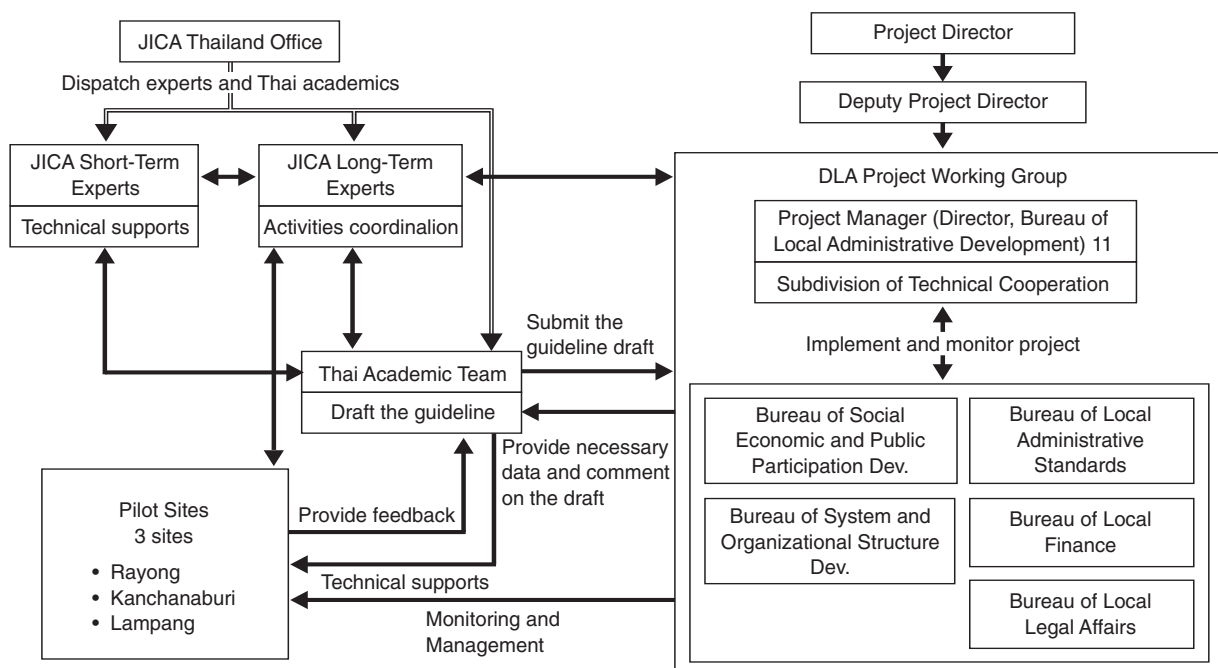 JICA Thailand Office
Dispatch experts and Thai academics
JICA Short-Term
Experts
Technical supports
JICA Long-Term
Experts
Activities coordinalion
Thai Academic Team
Draft the guideline
Submit the
guideline draft
Provide necessary
data and comment
on the draft
Pilot Sites
3 sites
• Rayong
• Kanchanaburi
• Lampang
Provide feedback
Technical supports
Monitoring and
Management
Project Director
Deputy Project Director
DLA Project Working Group
Project Manager (Director, Bureau of
Local Administrative Development) 11
Subdivision of Technical Cooperation
Implement and monitor project
Bureau of Social
Economic and Public
Participation Dev.
Bureau of Local
Administrative
Standards
Bureau of System and
Organizational Structure
Dev.
Bureau of Local
Finance
Bureau of Local
Legal Affairs